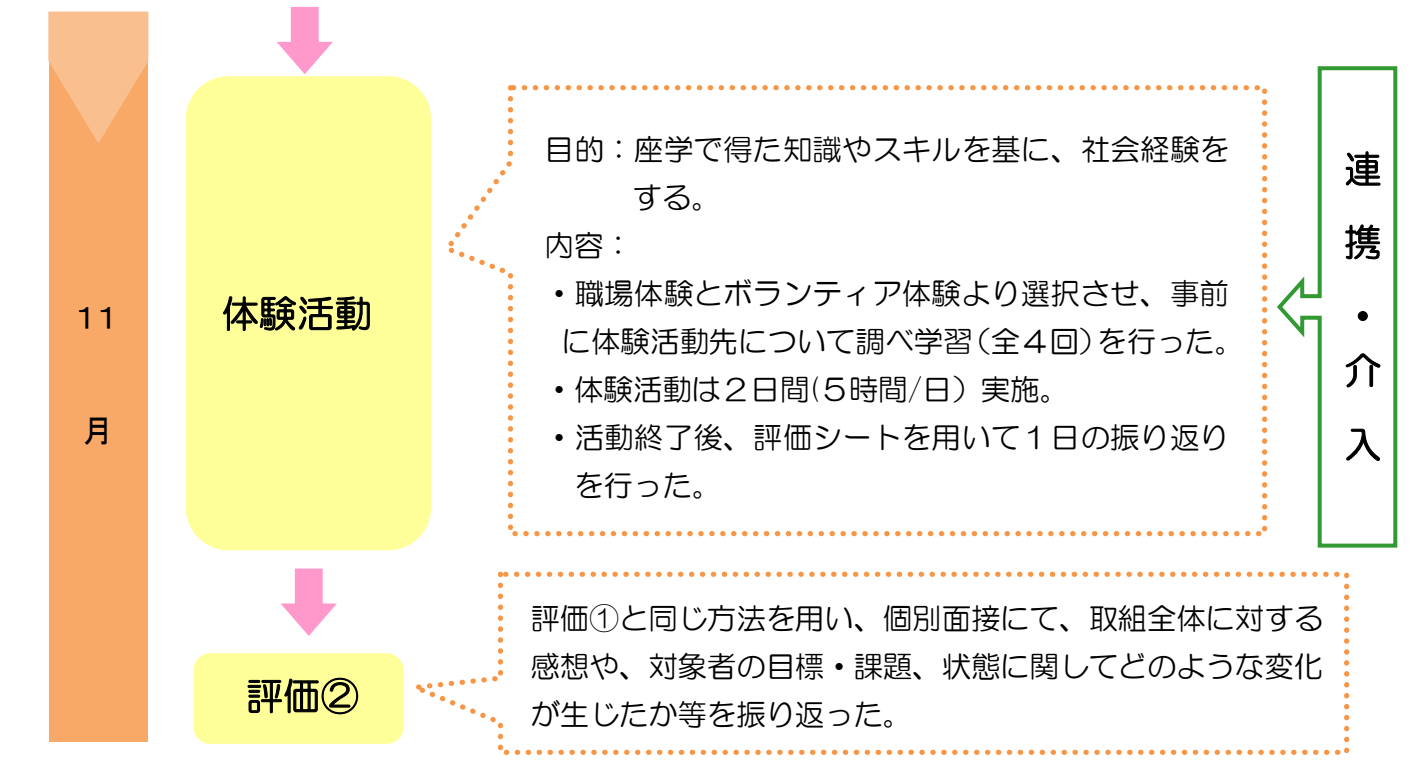 11
月
体験活動
目的：座学で得た知識やスキルを基に、社会経験を
する。
内容：
・職場体験とボランティア体験より選択させ、事前
に体験活動先について調べ学習(全４回)を行った。
・体験活動は２日間(５時間/日）実施。
・活動終了後、評価シートを用いて１日の振り返り
を行った。
連
携
・
介
入
評価②
評価①と同じ方法を用い、個別面接にて、取組全体に対する
感想や、対象者の目標・課題、状態に関してどのような変化
が生じたか等を振り返った。